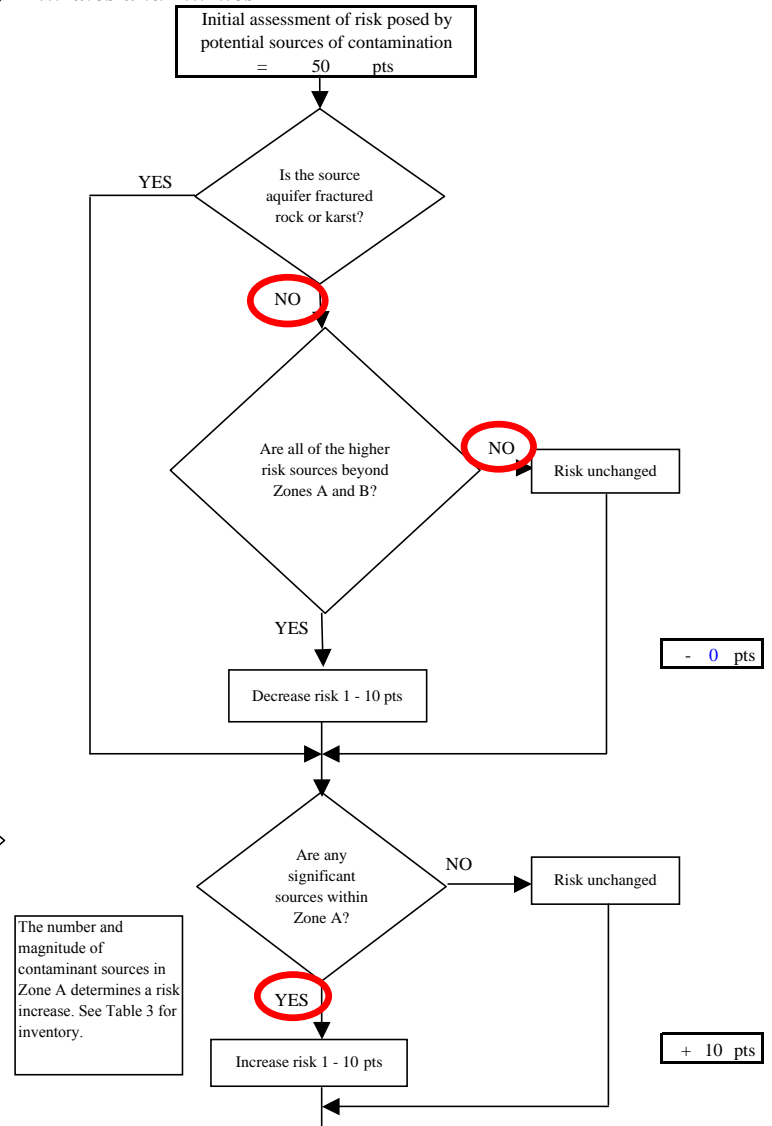 Initial assessment of risk posed by
potential sources of contamination
= 50 pts
Is the source
aquifer fractured
rock or karst?
YES
NO
Are all of the higher
risk sources beyond
Zones A and B?
NO
Risk unchanged
YES
- 0 pts
Decrease risk 1 - 10 pts
Are any
significant
sources within
Zone A?
NO
Risk unchanged
The number and
magnitude of
contaminant sources in
Zone A determines a risk
increase. See Table 3 for
inventory.
YES
Increase risk 1 - 10 pts
+ 10 pts